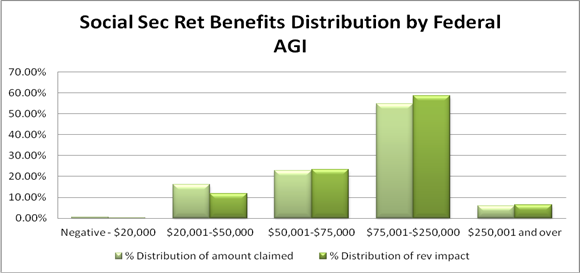 Social Sec Ret Benefits Distribution by Federal
AGI
70.00%
60.00%
50.00%
40.00%
30.00%
20.00%
10.00%
0.00%
Negative - $20,000 $20,001-$50,000 $50,001-$75,000 $75,001-$250,000 $250,001 and over
% Distribution of amount claimed % Distribution of rev impact